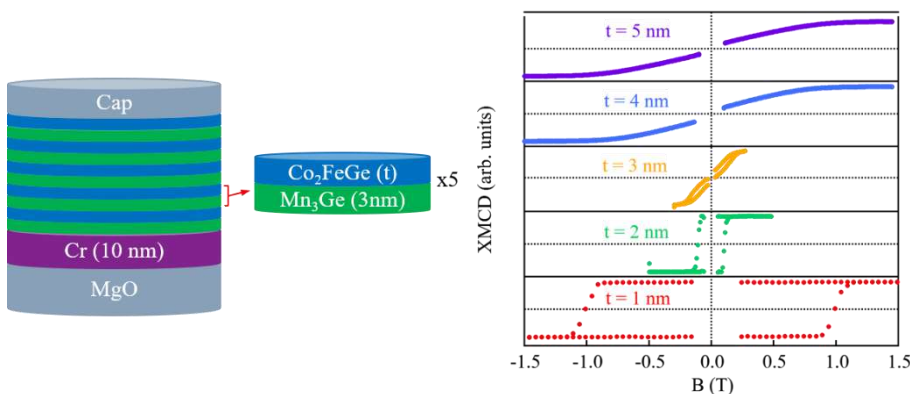 Cap
Cr (10 nm)
MgO
Co₂FeGe (t)
Mn₃Ge (3nm)
x5
XMCD (arb. units)
t = 5 nm
t = 4 nm
t = 3 nm
t = 2 nm
t = 1 nm
-1.5 -1.0 -0.5 0.0 0.5 1.0 1.5
B (T)